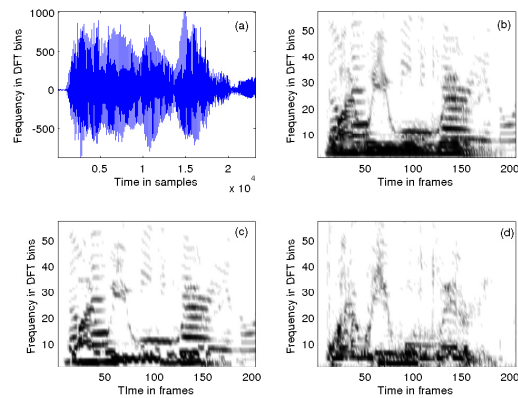 (a)
Frequency in DFT bins
1000
500
0
-500
0.5
1
1.5
2
Time in samples
x 10^4
(b)
Frequency in DFT bins
50
40
30
20
10
50
100
150
200
Time in frames
(c)
Frequency in DFT bins
50
40
30
20
10
50
100
150
200
Time in frames
(d)
Frequency in DFT bins
50
40
30
20
10
50
100
150
200
Time in frames